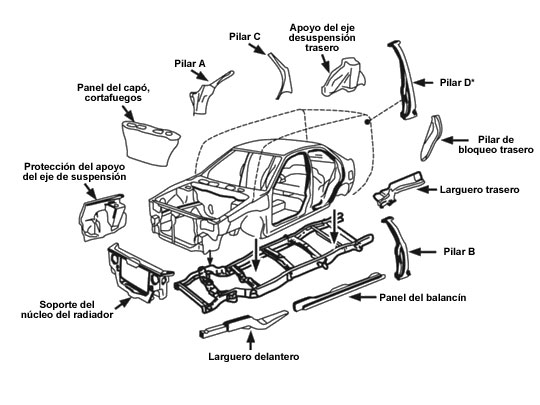 Apoyo del eje
desuspensión
trasero
Pilar C
Pilar A
Pilar D*
Panel del capó,
cortafuegos
Pilar de
bloqueo trasero
Protección del apoyo
del eje de suspensión
Larguero trasero
Pilar B
Panel del balancín
Soporte del
núcleo del radiador
Larguero delantero